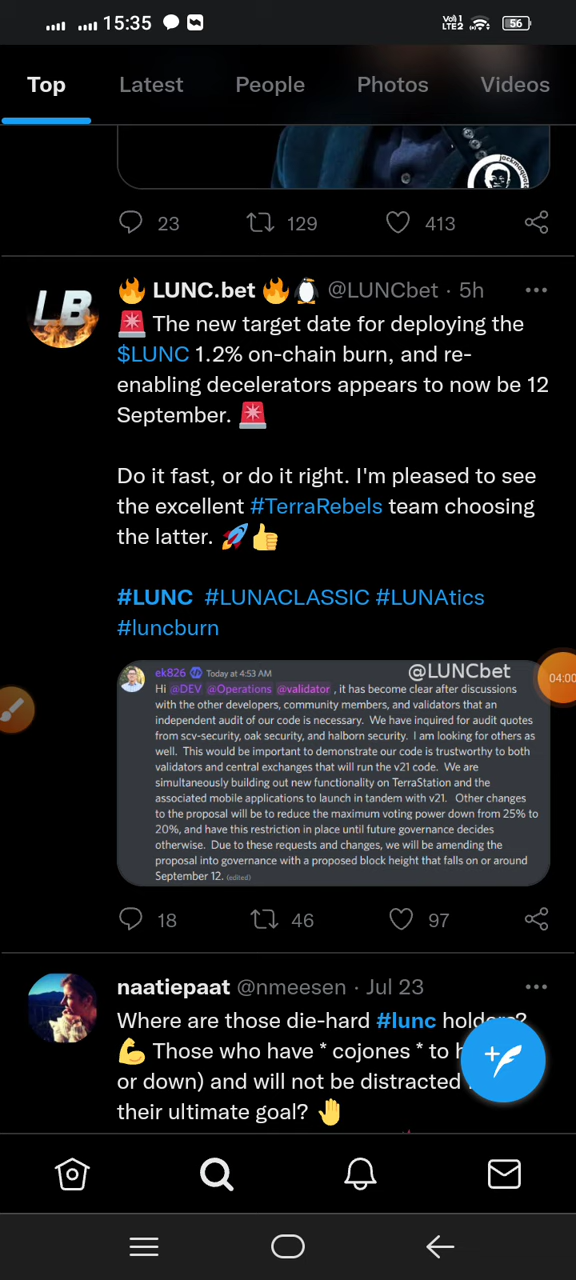 15:35
Vo) 1
LTE2
56
Top Latest People Photos Videos
jackmaquote
23 129 413
🔥 LUNC.bet 🔥🐧 @LUNCbet · 5h
🚨 The new target date for deploying the
$LUNC 1.2% on-chain burn, and re-
enabling decelerators appears to now be 12
September. 🚨
Do it fast, or do it right. I'm pleased to see
the excellent #TerraRebels team choosing
the latter. 🚀👍
#LUNC #LUNACLASSIC #LUNAtics
#luncburn
ek826 Today at 4:53 AM @LUNCbet
Hi @DEV @Operations @validator , it has become clear after discussions
with the other developers, community members, and validators that an
independent audit of our code is necessary. We have inquired for audit quotes
from scv-security, oak security, and halborn security. I am looking for others as
well. This would be important to demonstrate our code is trustworthy to both
validators and central exchanges that will run the v21 code. We are
simultaneously building out new functionality on TerraStation and the
associated mobile applications to launch in tandem with v21. Other changes
to the proposal will be to reduce the maximum voting power down from 25% to
20%, and have this restriction in place until future governance decides
otherwise. Due to these requests and changes, we will be amending the
proposal into governance with a proposed block height that falls on or around
September 12. (edited)
04:00
18 46 97
naatiepaat @nmeesen · Jul 23
Where are those die-hard #lunc holders?
💪 Those who have * cojones * to
or down) and will not be distracted
their ultimate goal? 🤚
LB